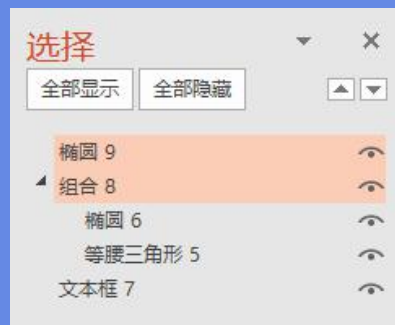 选择
全部显示 全部隐藏
椭圆 9
组合 8
椭圆 6
等腰三角形 5
文本框 7